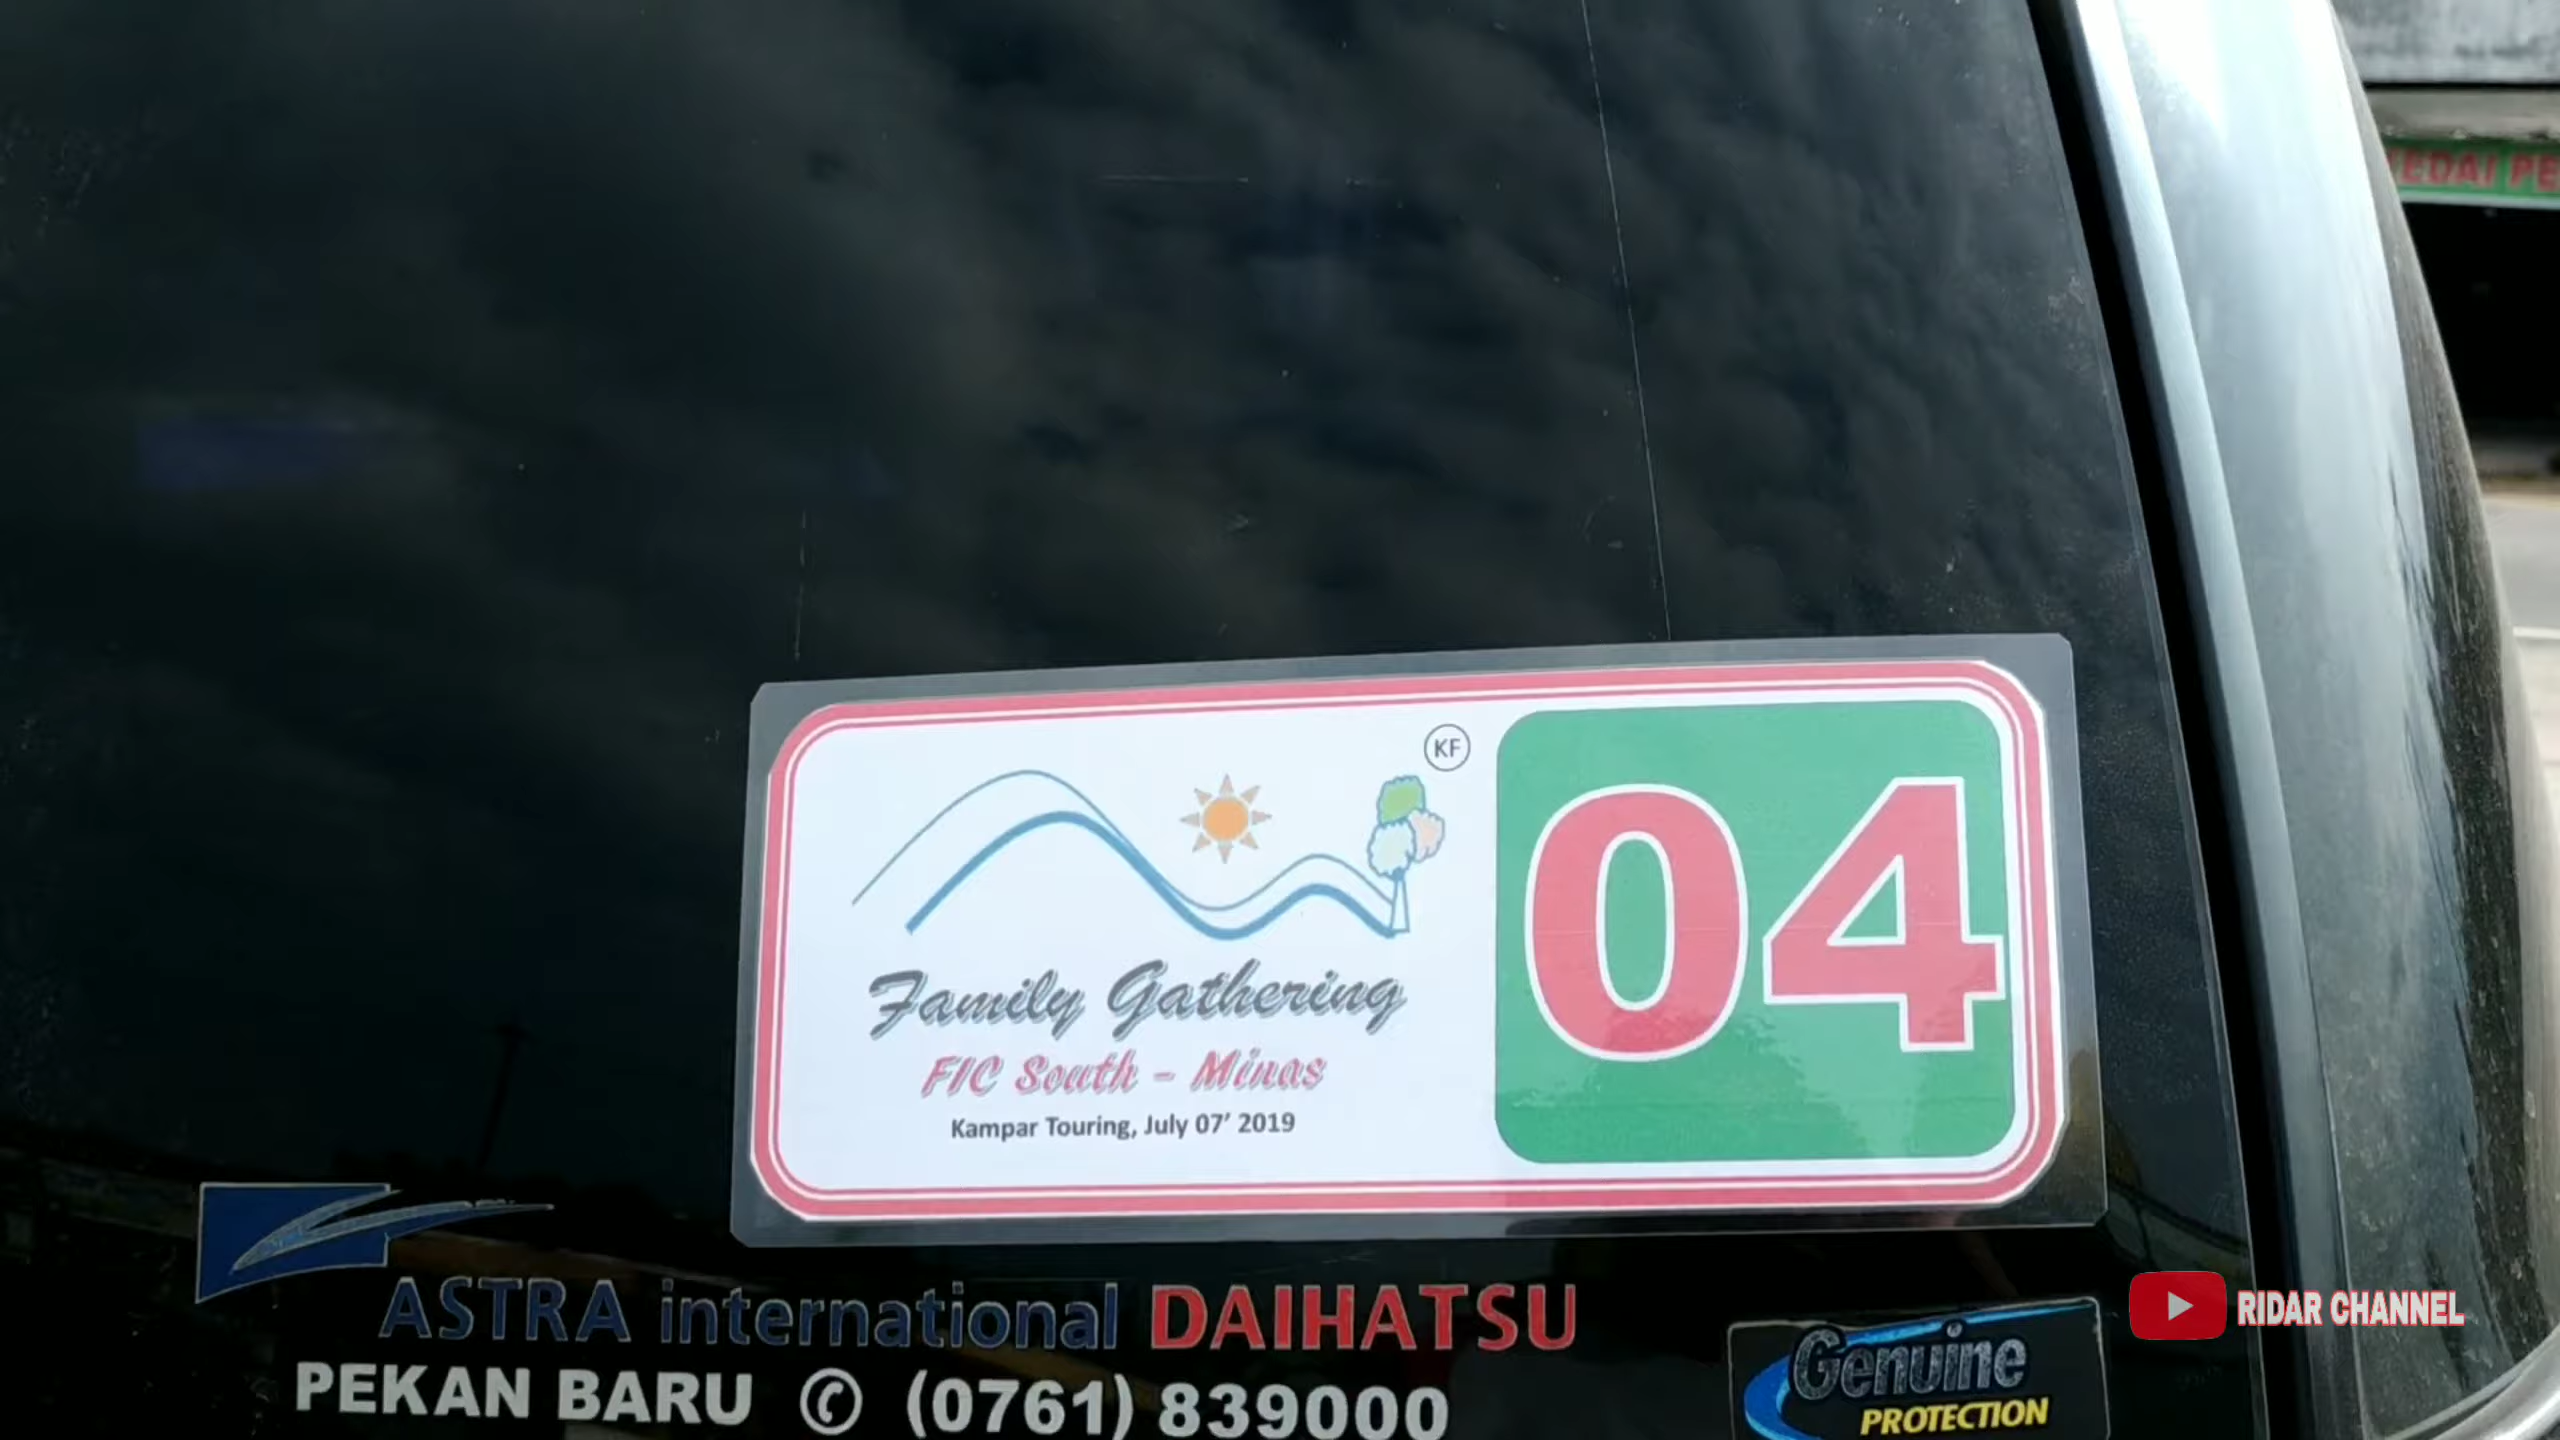 KF
04
Family Gathering
FIC South - Minas
Kampar Touring, July 07' 2019
ASTRA international DAIHATSU
PEKAN BARU ✆ (0761) 839000
Genuine
PROTECTION
RIDAR CHANNEL